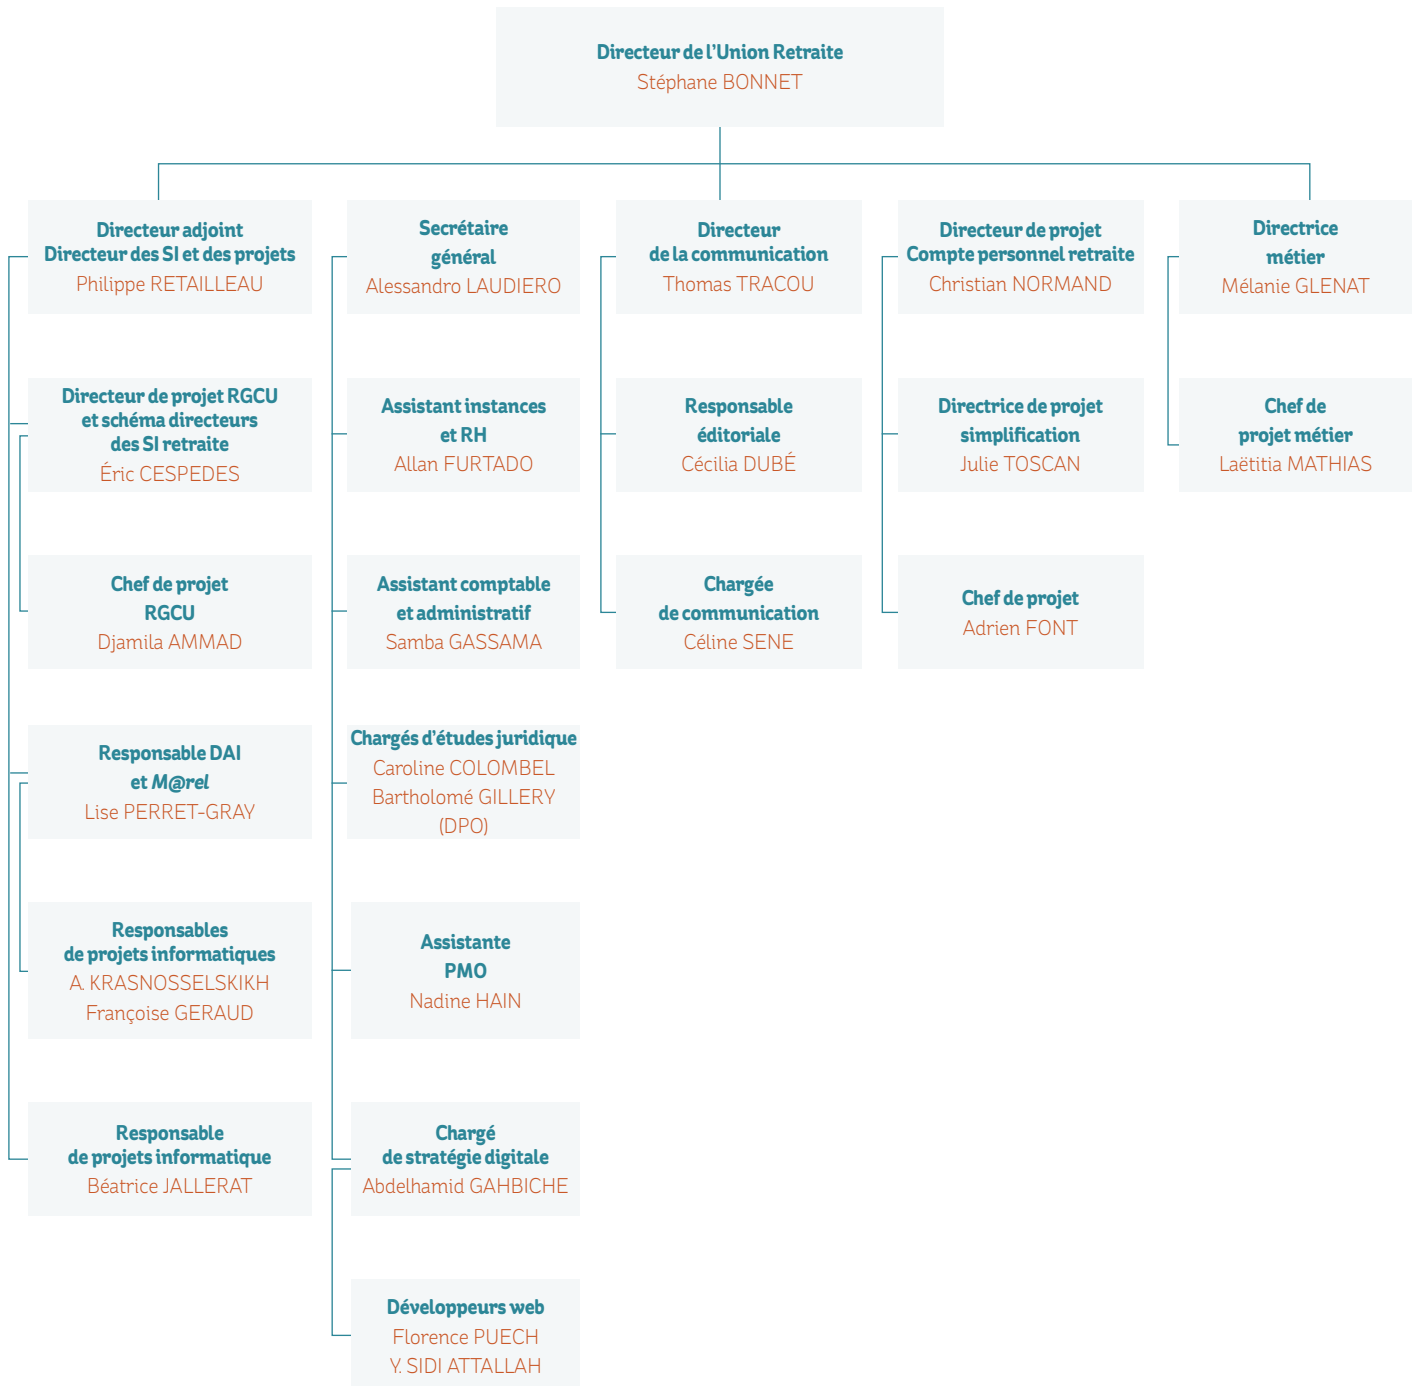 Directeur de l’Union Retraite
Stéphane BONNET
Directeur adjoint
Directeur des SI et des projets
Philippe RETAILLEAU
Directeur de projet RGCU
et schéma directeurs
des SI retraite
Éric CESPEDES
Chef de projet
RGCU
Djamila AMMAD
Responsable DAI
et M@rel
Lise PERRET-GRAY
Responsables
de projets informatiques
A. KRASNOSSELSKIKH
Françoise GERAUD
Responsable
de projets informatique
Béatrice JALLERAT
Secrétaire
général
Alessandro LAUDIERO
Assistant instances
et RH
Allan FURTADO
Assistant comptable
et administratif
Samba GASSAMA
Chargés d’études juridique
Caroline COLOMBEL
Bartholomé GILLERY
(DPO)
Assistante
PMO
Nadine HAIN
Chargé
de stratégie digitale
Abdelhamid GAHBICHE
Développeurs web
Florence PUECH
Y. SIDI ATTALLAH
Directeur
de la communication
Thomas TRACOU
Responsable
éditoriale
Cécilia DUBÉ
Chargée
de communication
Céline SENE
Directeur de projet
Compte personnel retraite
Christian NORMAND
Directrice de projet
simplification
Julie TOSCAN
Chef de projet
Adrien FONT
Directrice
métier
Mélanie GLENAT
Chef de
projet métier
Laëtitia MATHIAS